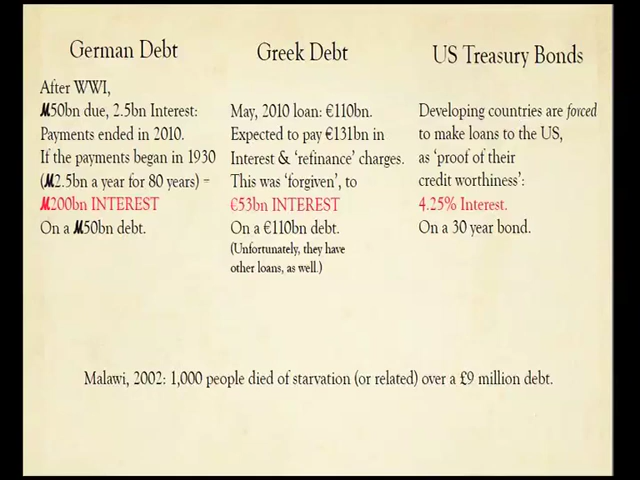 German Debt
After WWI,
M50bn due, 2.5bn Interest:
Payments ended in 2010.
If the payments began in 1930
(M2.5bn a year for 80 years) =
M200bn INTEREST
On a M50bn debt.
Greek Debt
May, 2010 loan: €110bn.
Expected to pay €131bn in
Interest & ‘refinance’ charges.
This was ‘forgiven’, to
€53bn INTEREST
On a €110bn debt.
(Unfortunately, they have
other loans, as well.)
US Treasury Bonds
Developing countries are forced
to make loans to the US,
as ‘proof of their
credit worthiness’:
4.25% Interest.
On a 30 year bond.
Malawi, 2002: 1,000 people died of starvation (or related) over a £9 million debt.